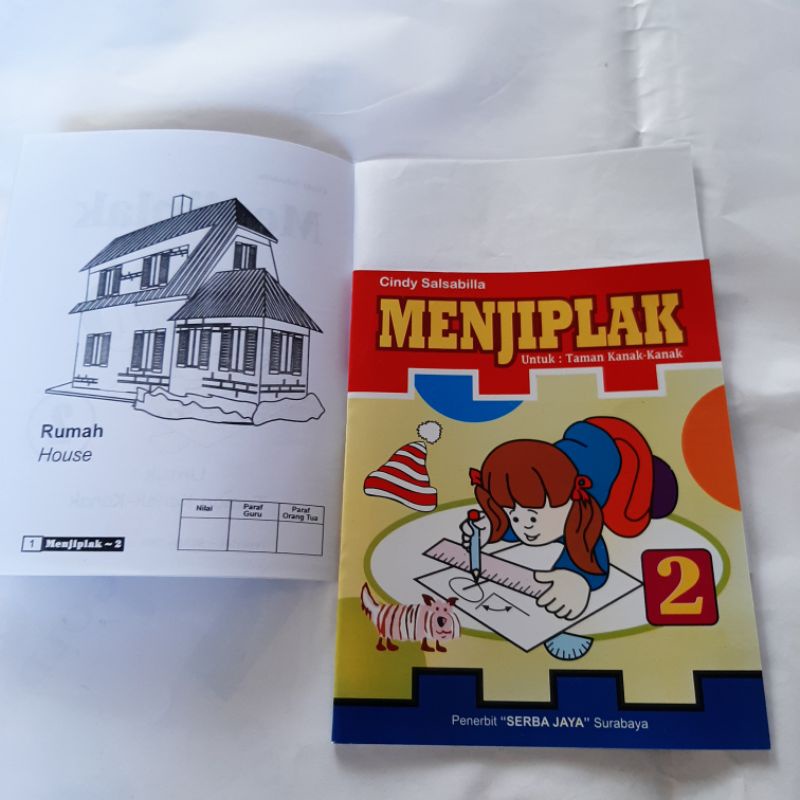 Rumah
House
Nilai
Paraf
Guru
Paraf
Orang Tua
1 Menjiplak ~ 2
Cindy Salsabilla
MENJIPLAK
Untuk : Taman Kanak-Kanak
2
Penerbit "SERBA JAYA" Surabaya